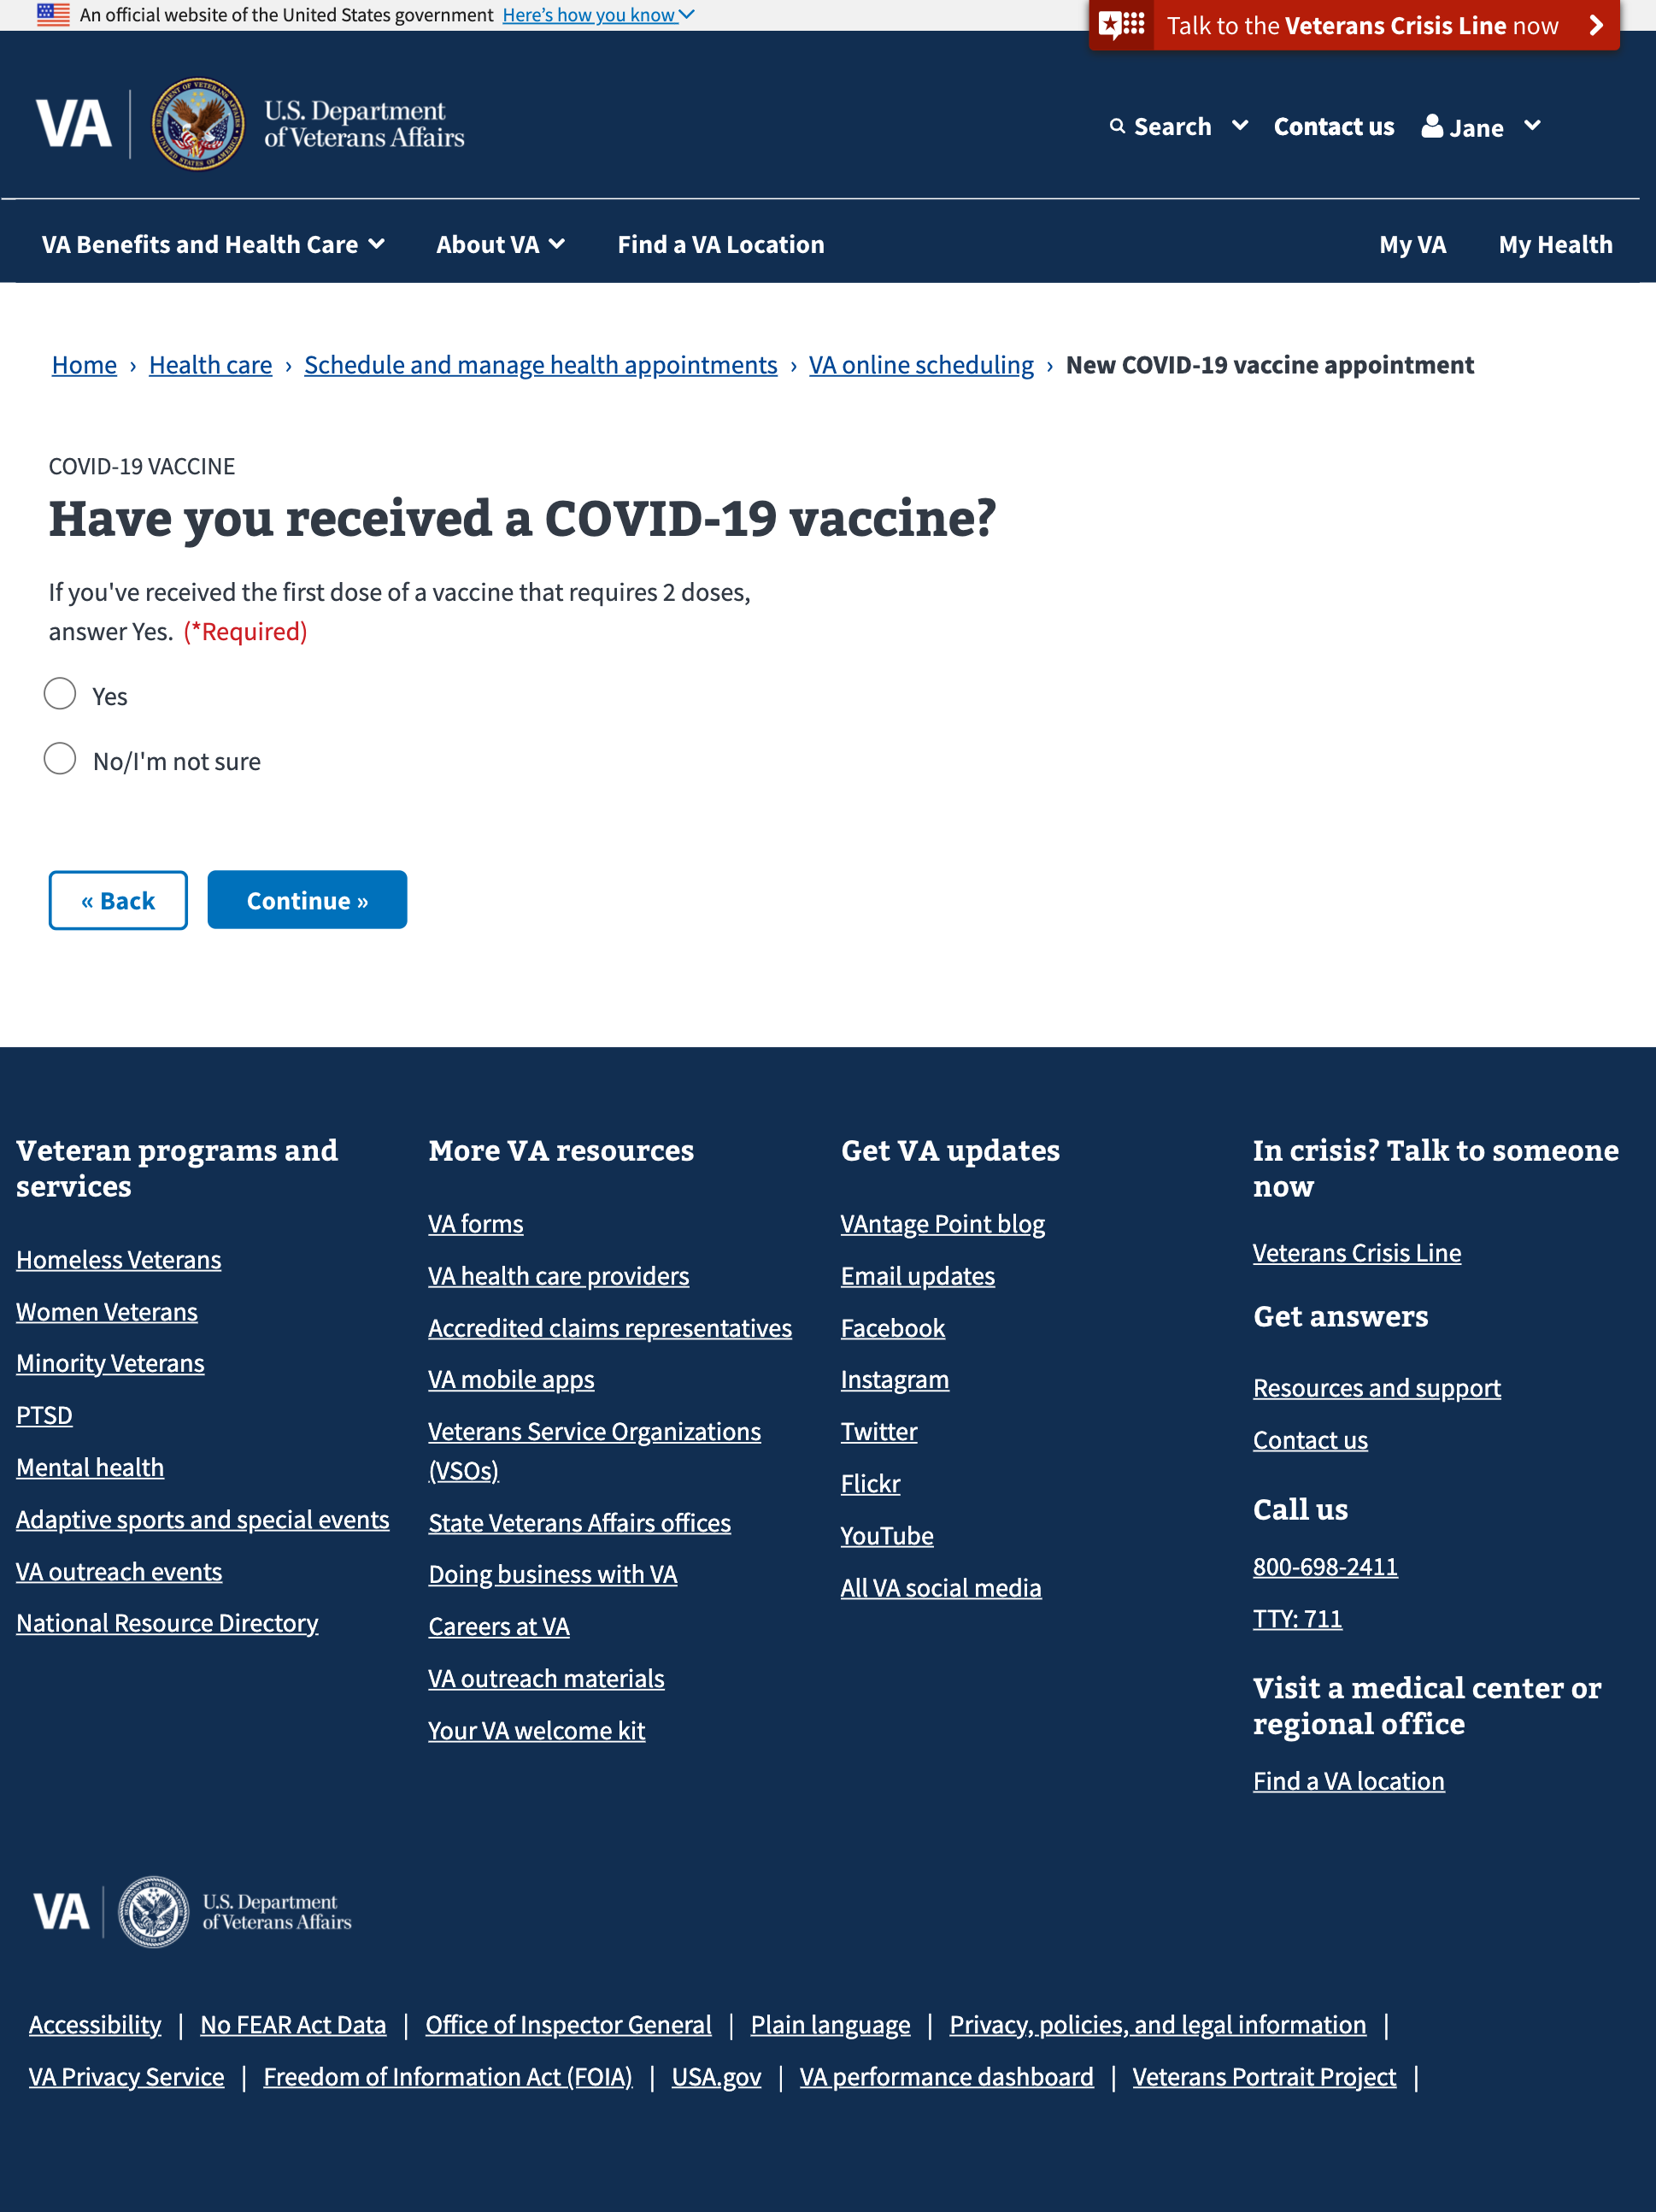 An official website of the United States government Here's how you know
Talk to the Veterans Crisis Line now
VA
U.S. Department
of Veterans Affairs
Search
Contact us
Jane
VA Benefits and Health Care
About VA
Find a VA Location
My VA
My Health
Home › Health care › Schedule and manage health appointments › VA online scheduling › New COVID-19 vaccine appointment
COVID-19 VACCINE
Have you received a COVID-19 vaccine?
If you've received the first dose of a vaccine that requires 2 doses,
answer Yes. (*Required)
Yes
No/I'm not sure
« Back
Continue »
Veteran programs and
services
Homeless Veterans
Women Veterans
Minority Veterans
PTSD
Mental health
Adaptive sports and special events
VA outreach events
National Resource Directory
More VA resources
VA forms
VA health care providers
Accredited claims representatives
VA mobile apps
Veterans Service Organizations
(VSOs)
State Veterans Affairs offices
Doing business with VA
Careers at VA
VA outreach materials
Your VA welcome kit
Get VA updates
VAntage Point blog
Email updates
Facebook
Instagram
Twitter
Flickr
YouTube
All VA social media
In crisis? Talk to someone
now
Veterans Crisis Line
Get answers
Resources and support
Contact us
Call us
800-698-2411
TTY: 711
Visit a medical center or
regional office
Find a VA location
VA
U.S. Department
of Veterans Affairs
Accessibility | No FEAR Act Data | Office of Inspector General | Plain language | Privacy, policies, and legal information |
VA Privacy Service | Freedom of Information Act (FOIA) | USA.gov | VA performance dashboard | Veterans Portrait Project |